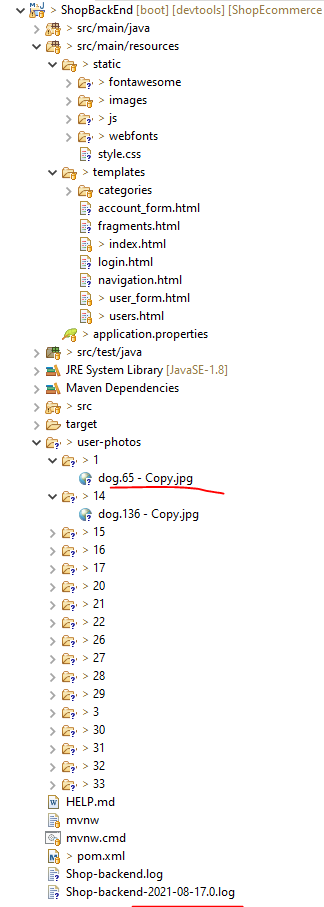 > ShopBackEnd [boot] [devtools] [ShopEcommerce
> src/main/java
> src/main/resources
> static
> fontawesome
> images
> js
> webfonts
style.css
> templates
> categories
account_form.html
fragments.html
> index.html
login.html
navigation.html
> user_form.html
> users.html
> application.properties
> src/test/java
JRE System Library [JavaSE-1.8]
Maven Dependencies
> src
target
> user-photos
> 1
dog.65 - Copy.jpg
> 14
dog.136 - Copy.jpg
> 15
> 16
> 17
> 20
> 21
> 22
> 26
> 27
> 28
> 29
> 3
> 30
> 31
> 32
> 33
HELP.md
mvnw
mvnw.cmd
> pom.xml
Shop-backend.log
Shop-backend-2021-08-17.0.log